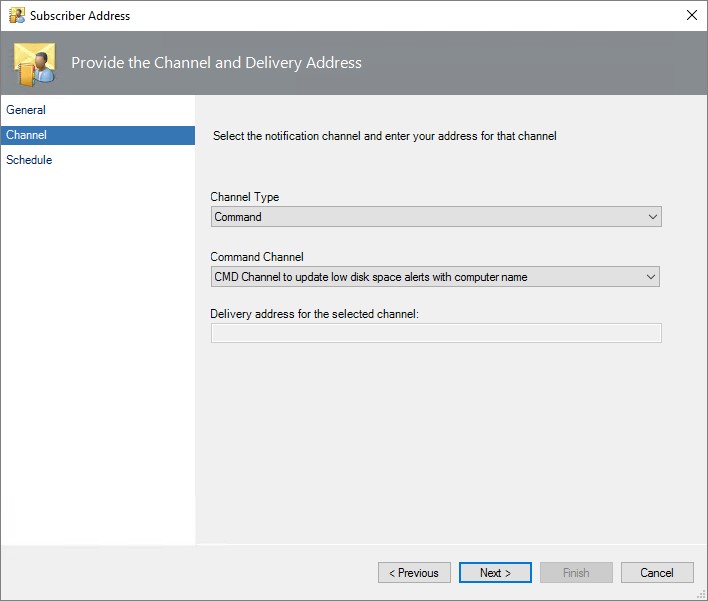 Subscriber Address
Provide the Channel and Delivery Address
General
Channel
Schedule
Select the notification channel and enter your address for that channel
Channel Type
Command
Command Channel
CMD Channel to update low disk space alerts with computer name
Delivery address for the selected channel:
< Previous
Next >
Finish
Cancel